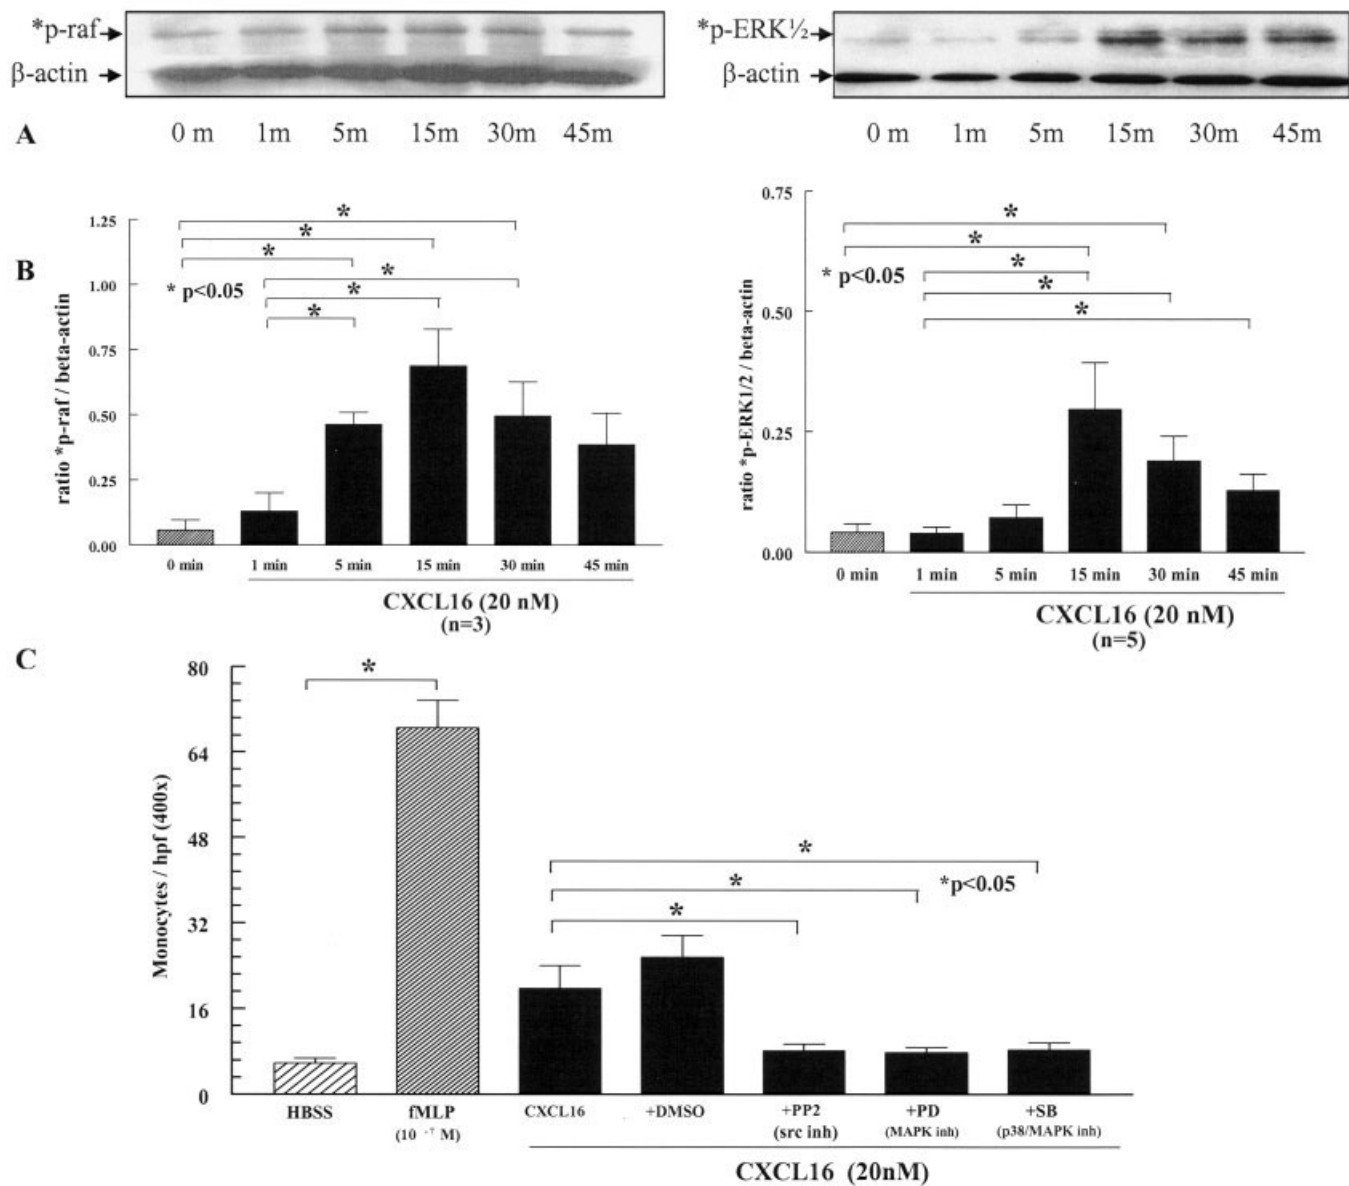 *p-raf
β-actin
0 m 1m 5m 15m 30m 45m
*p-ERK½
β-actin
0 m 1m 5m 15m 30m 45m
A
B
ratio *p-raf / beta-actin
1.25
1.00
0.75
0.50
0.25
0.00
* p<0.05
*
*
*
*
*
*
0 min 1 min 5 min 15 min 30 min 45 min
CXCL16 (20 nM)
(n=3)
ratio *p-ERK1/2 / beta-actin
0.75
0.50
0.25
0.00
* p<0.05
*
*
*
*
*
0 min 1 min 5 min 15 min 30 min 45 min
CXCL16 (20 nM)
(n=5)
C
Monocytes / hpf (400x)
80
64
48
32
16
0
*
*
*
*p<0.05
*
HBSS fMLP CXCL16 +DMSO +PP2 +PD +SB
(10 -7 M) (src inh) (MAPK inh) (p38/MAPK inh)
CXCL16 (20nM)